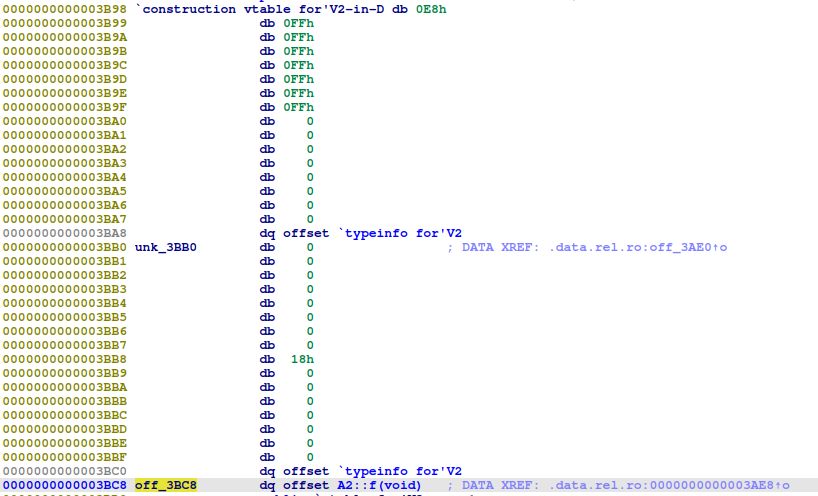 0000000000003B98 `construction vtable for'V2-in-D db 0E8h
0000000000003B99 db 0FFh
0000000000003B9A db 0FFh
0000000000003B9B db 0FFh
0000000000003B9C db 0FFh
0000000000003B9D db 0FFh
0000000000003B9E db 0FFh
0000000000003B9F db 0FFh
0000000000003BA0 db 0
0000000000003BA1 db 0
0000000000003BA2 db 0
0000000000003BA3 db 0
0000000000003BA4 db 0
0000000000003BA5 db 0
0000000000003BA6 db 0
0000000000003BA7 db 0
0000000000003BA8 dq offset `typeinfo for'V2
0000000000003BB0 unk_3BB0 db 0 ; DATA XREF: .data.rel.ro:off_3AE0↑o
0000000000003BB1 db 0
0000000000003BB2 db 0
0000000000003BB3 db 0
0000000000003BB4 db 0
0000000000003BB5 db 0
0000000000003BB6 db 0
0000000000003BB7 db 0
0000000000003BB8 db 18h
0000000000003BB9 db 0
0000000000003BBA db 0
0000000000003BBB db 0
0000000000003BBC db 0
0000000000003BBD db 0
0000000000003BBE db 0
0000000000003BBF db 0
0000000000003BC0 dq offset `typeinfo for'V2
0000000000003BC8 off_3BC8 dq offset A2::f(void) ; DATA XREF: .data.rel.ro:0000000000003AE8↑o